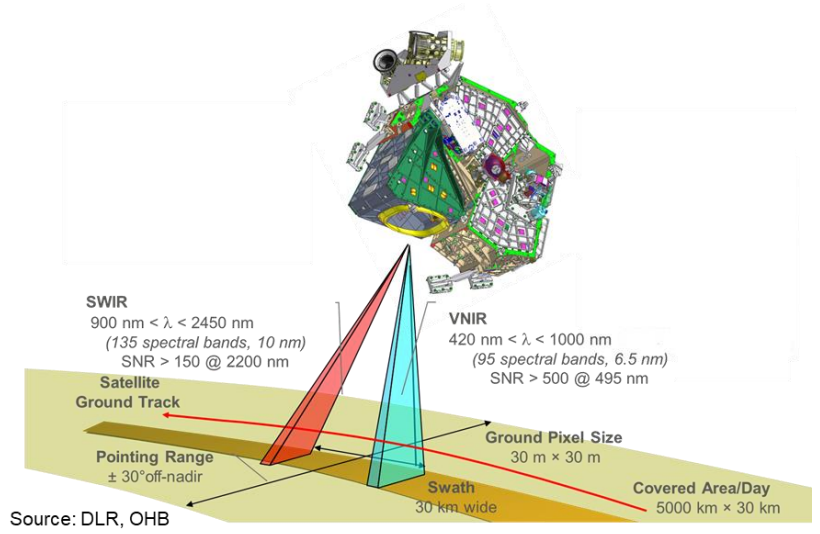 SWIR
900 nm < λ < 2450 nm
(135 spectral bands, 10 nm)
SNR > 150 @ 2200 nm
VNIR
420 nm < λ < 1000 nm
(95 spectral bands, 6.5 nm)
SNR > 500 @ 495 nm
Satellite
Ground Track
Pointing Range
± 30°off-nadir
Ground Pixel Size
30 m × 30 m
Swath
30 km wide
Covered Area/Day
5000 km × 30 km
Source: DLR, OHB